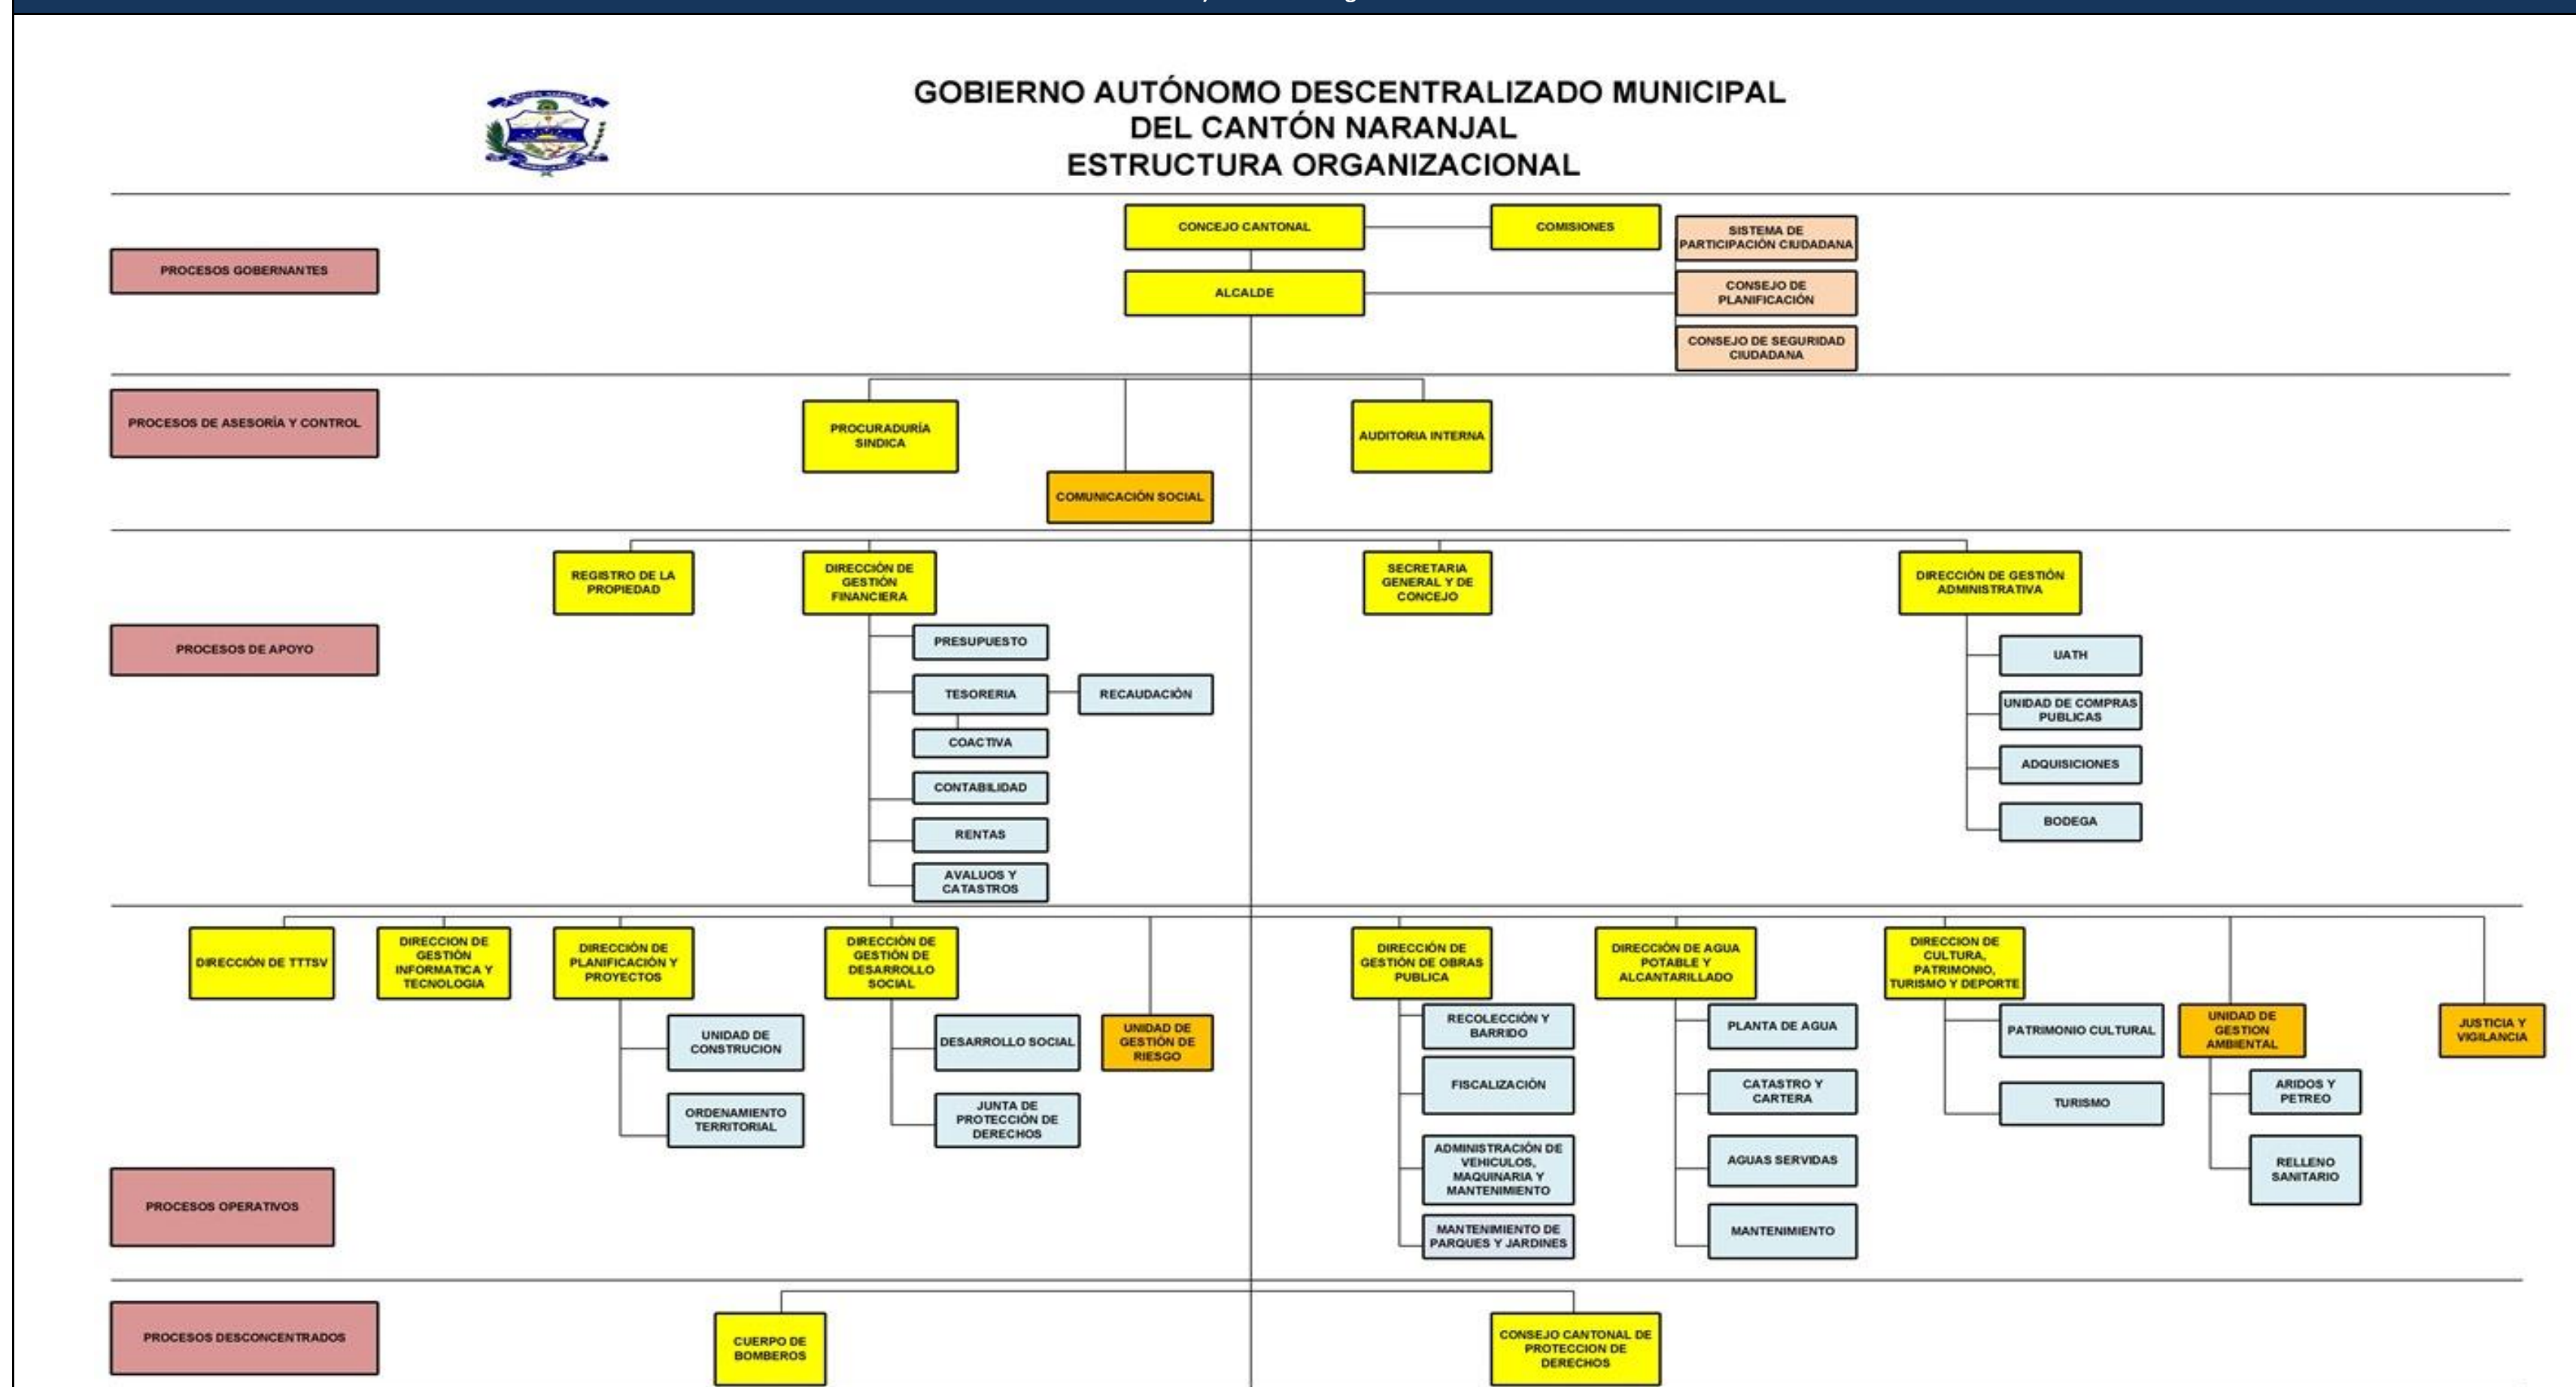 GOBIERNO AUTÓNOMO DESCENTRALIZADO MUNICIPAL
DEL CANTÓN NARANJAL
ESTRUCTURA ORGANIZACIONAL
PROCESOS GOBERNANTES
CONCEJO CANTONAL
COMISIONES
SISTEMA DE
PARTICIPACIÓN CIUDADANA
ALCALDE
CONSEJO DE
PLANIFICACIÓN
CONSEJO DE SEGURIDAD
CIUDADANA
PROCESOS DE ASESORÍA Y CONTROL
PROCURADURÍA
SINDICA
AUDITORIA INTERNA
COMUNICACIÓN SOCIAL
PROCESOS DE APOYO
REGISTRO DE LA
PROPIEDAD
DIRECCIÓN DE
GESTIÓN
FINANCIERA
PRESUPUESTO
TESORERIA
RECAUDACIÓN
COACTIVA
CONTABILIDAD
RENTAS
AVALUOS Y
CATASTROS
SECRETARIA
GENERAL Y DE
CONCEJO
DIRECCIÓN DE GESTIÓN
ADMINISTRATIVA
UATH
UNIDAD DE COMPRAS
PUBLICAS
ADQUISICIONES
BODEGA
PROCESOS OPERATIVOS
DIRECCIÓN DE TTTSV
DIRECCION DE
GESTIÓN
INFORMATICA Y
TECNOLOGIA
DIRECCIÓN DE
PLANIFICACIÓN Y
PROYECTOS
UNIDAD DE
CONSTRUCION
ORDENAMIENTO
TERRITORIAL
DIRECCIÓN DE
GESTIÓN DE
DESARROLLO
SOCIAL
DESARROLLO SOCIAL
JUNTA DE
PROTECCIÓN DE
DERECHOS
UNIDAD DE
GESTIÓN DE
RIESGO
DIRECCIÓN DE
GESTIÓN DE OBRAS
PUBLICA
RECOLECCIÓN Y
BARRIDO
FISCALIZACIÓN
ADMINISTRACIÓN DE
VEHICULOS,
MAQUINARIA Y
MANTENIMIENTO
MANTENIMIENTO DE
PARQUES Y JARDINES
DIRECCIÓN DE AGUA
POTABLE Y
ALCANTARILLADO
PLANTA DE AGUA
CATASTRO Y
CARTERA
AGUAS SERVIDAS
MANTENIMIENTO
DIRECCION DE
CULTURA,
PATRIMONIO,
TURISMO Y DEPORTE
PATRIMONIO CULTURAL
TURISMO
UNIDAD DE
GESTION
AMBIENTAL
ARIDOS Y
PETREO
RELLENO
SANITARIO
JUSTICIA Y
VIGILANCIA
PROCESOS DESCONCENTRADOS
CUERPO DE
BOMBEROS
CONSEJO CANTONAL DE
PROTECCION DE
DERECHOS